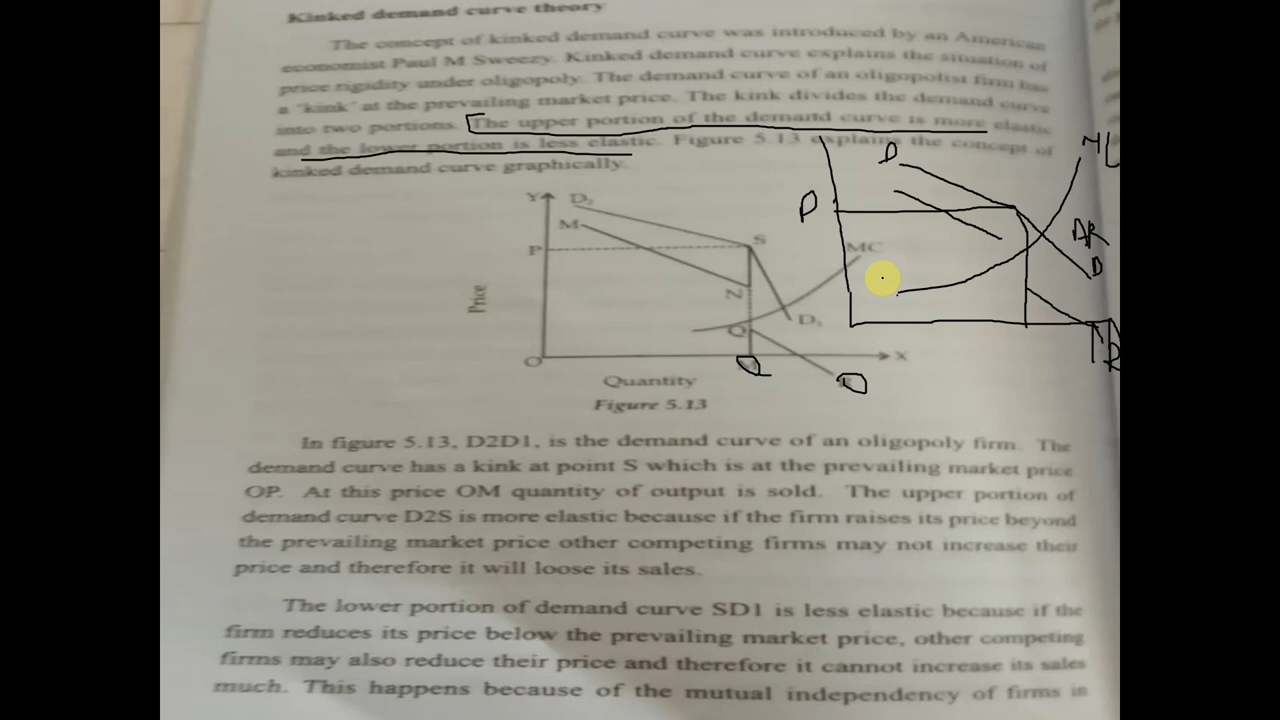 Kinked demand curve theory
The concept of kinked demand curve was introduced by an American
economist Paul M Sweezy. Kinked demand curve explains the situation of
price rigidity under oligopoly. The demand curve of an oligopolist firm has
a 'kink' at the prevailing market price. The kink divides the demand curve
into two portions. The upper portion of the demand curve is more elastic
and the lower portion is less elastic. Figure 5.13 explains the concept of
kinked demand curve graphically.
Y
D₂
M
P
S
MC
N
Price
D₁
Q
O
Q
X
Quantity
Figure 5.13
D
P
AR
D
In figure 5.13, D2D1, is the demand curve of an oligopoly firm. The
demand curve has a kink at point S which is at the prevailing market price
OP. At this price OM quantity of output is sold. The upper portion of
demand curve D2S is more elastic because if the firm raises its price beyond
the prevailing market price other competing firms may not increase their
price and therefore it will loose its sales.
The lower portion of demand curve SD1 is less elastic because if the
firm reduces its price below the prevailing market price, other competing
firms may also reduce their price and therefore it cannot increase its sales
much. This happens because of the mutual independency of firms in